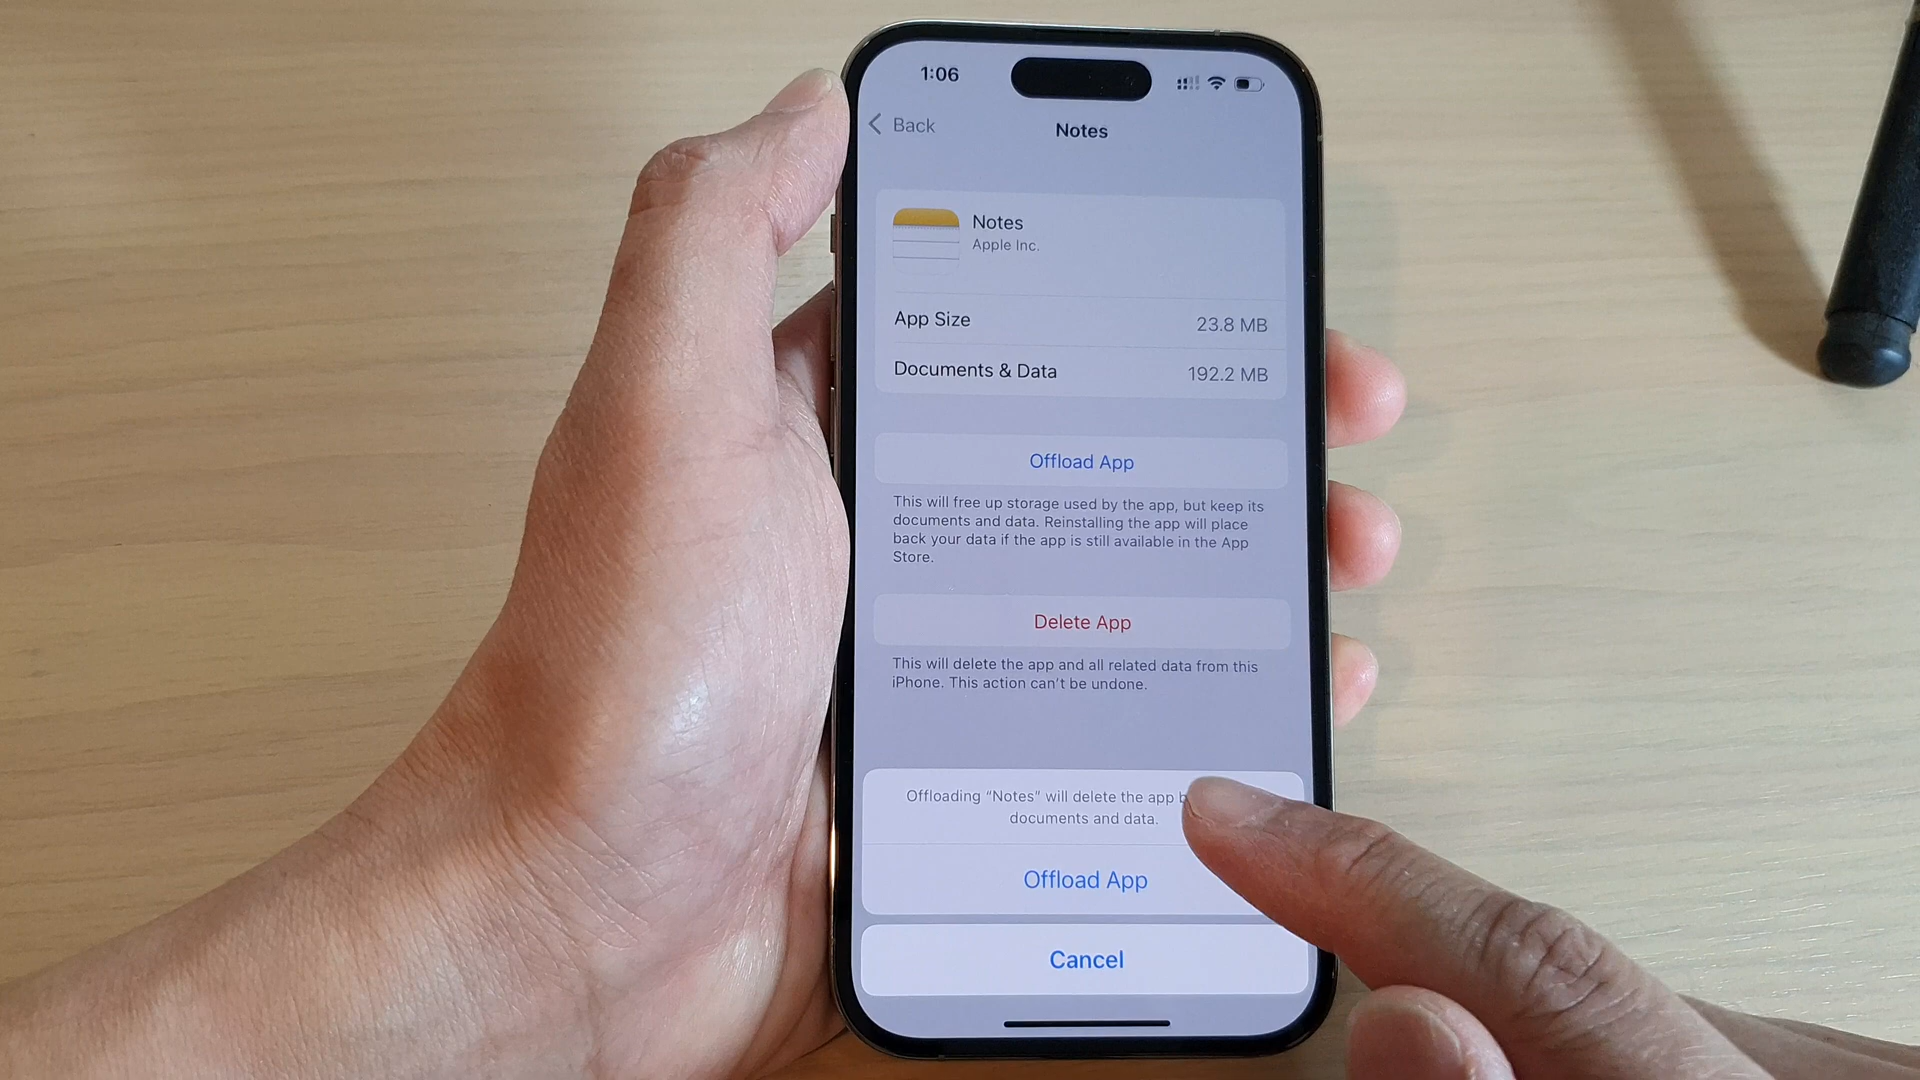 1:06
Back
Notes
Notes
Apple Inc.
App Size 23.8 MB
Documents & Data 192.2 MB
Offload App
This will free up storage used by the app, but keep its
documents and data. Reinstalling the app will place
back your data if the app is still available in the App
Store.
Delete App
This will delete the app and all related data from this
iPhone. This action can't be undone.
Offloading “Notes” will delete the app
documents and data.
Offload App
Cancel